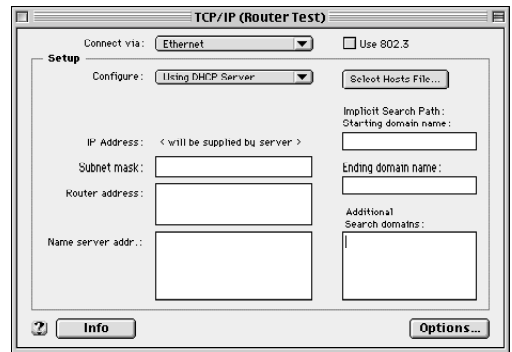 TCP/IP (Router Test)
Connect via: Ethernet
Use 802.3
Setup
Configure: Using DHCP Server
Select Hosts File...
Implicit Search Path:
Starting domain name:
IP Address: < will be supplied by server >
Subnet mask:
Ending domain name:
Router address:
Additional
Search domains:
Name server addr.:
?
Info
Options...